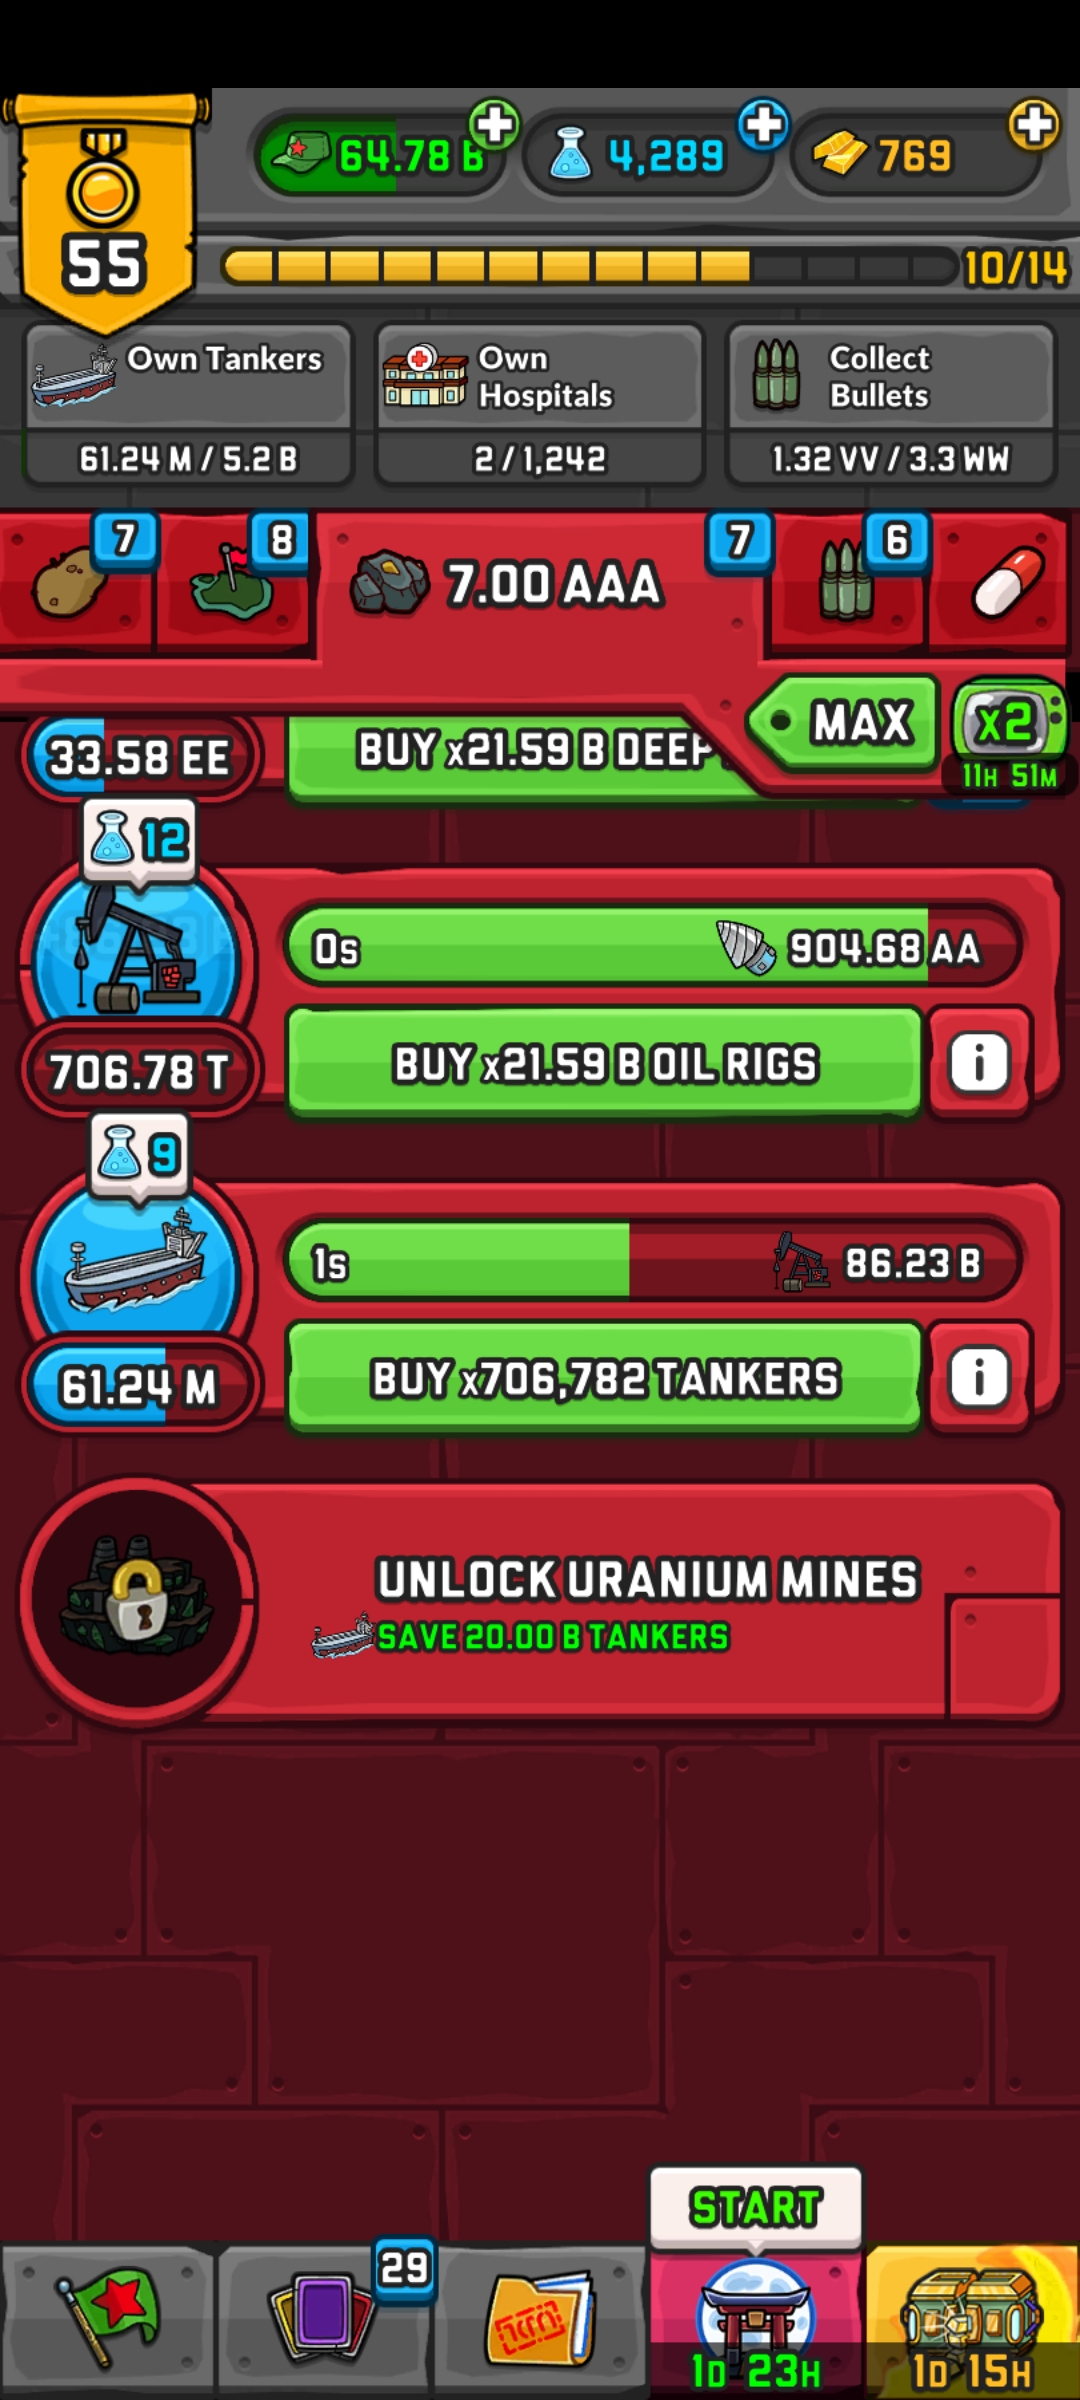 64.78 B
4,289
769
55
10/14
Own Tankers
61.24 M / 5.2 B
Own
Hospitals
2 / 1,242
Collect
Bullets
1.32 VV / 3.3 WW
7
8
7.00 AAA
7
6
MAX
x2
11H 51M
33.58 EE
BUY x21.59 B DEEP
12
0s
904.68 AA
706.78 T
BUY x21.59 B OIL RIGS
i
9
1s
86.23 B
61.24 M
BUY x706,782 TANKERS
i
UNLOCK URANIUM MINES
SAVE 20.00 B TANKERS
START
29
1D 23H
1D 15H